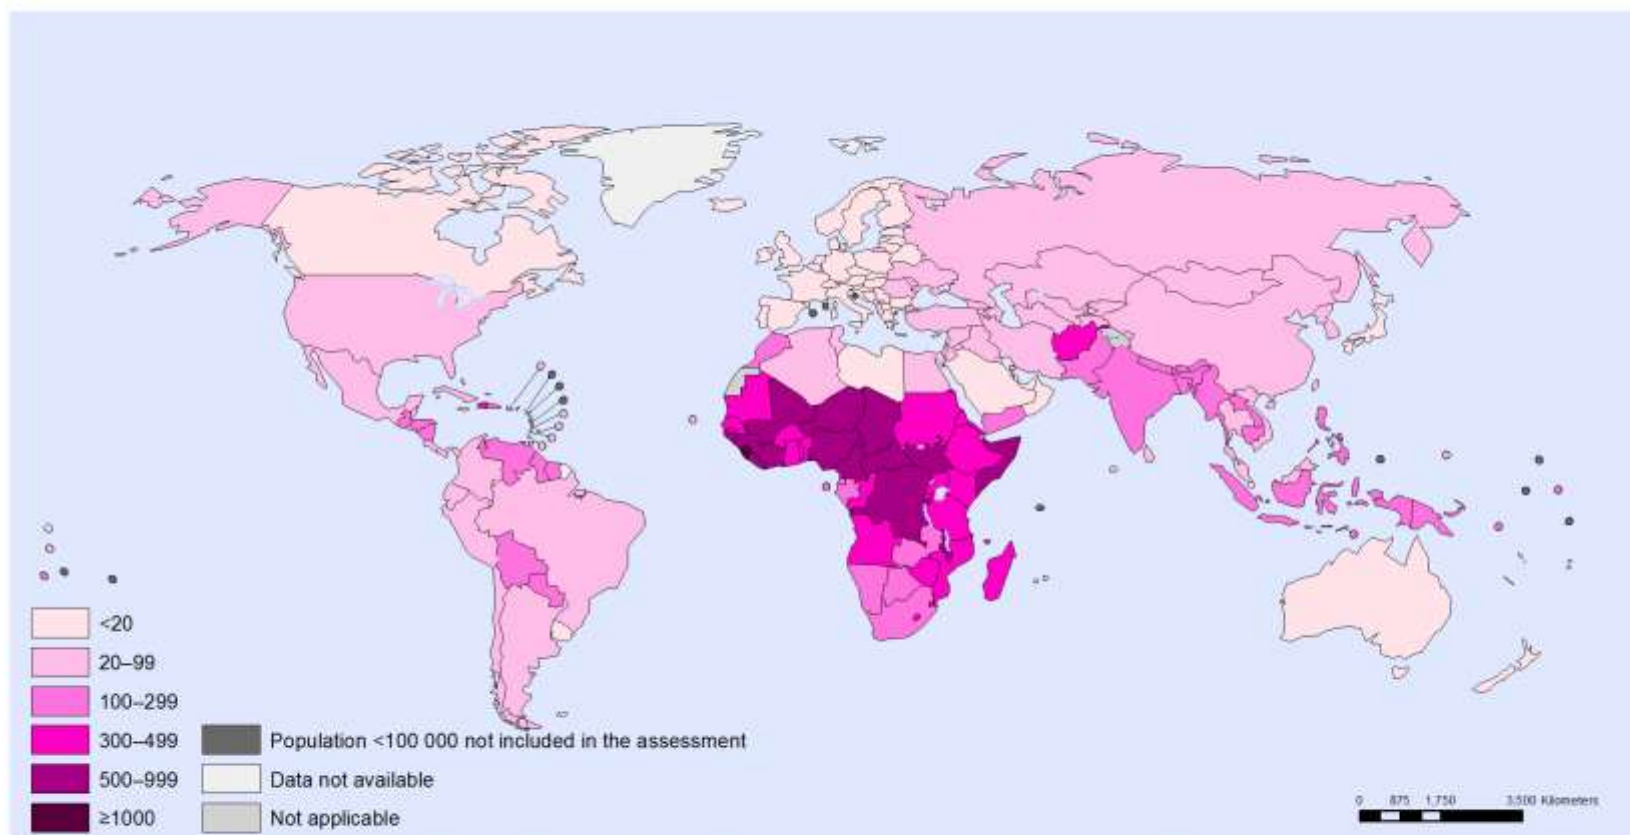 <20
20–99
100–299
300–499
500–999
≥1000
Population <100 000 not included in the assessment
Data not available
Not applicable
0 875 1,750 3,500 Kilometers